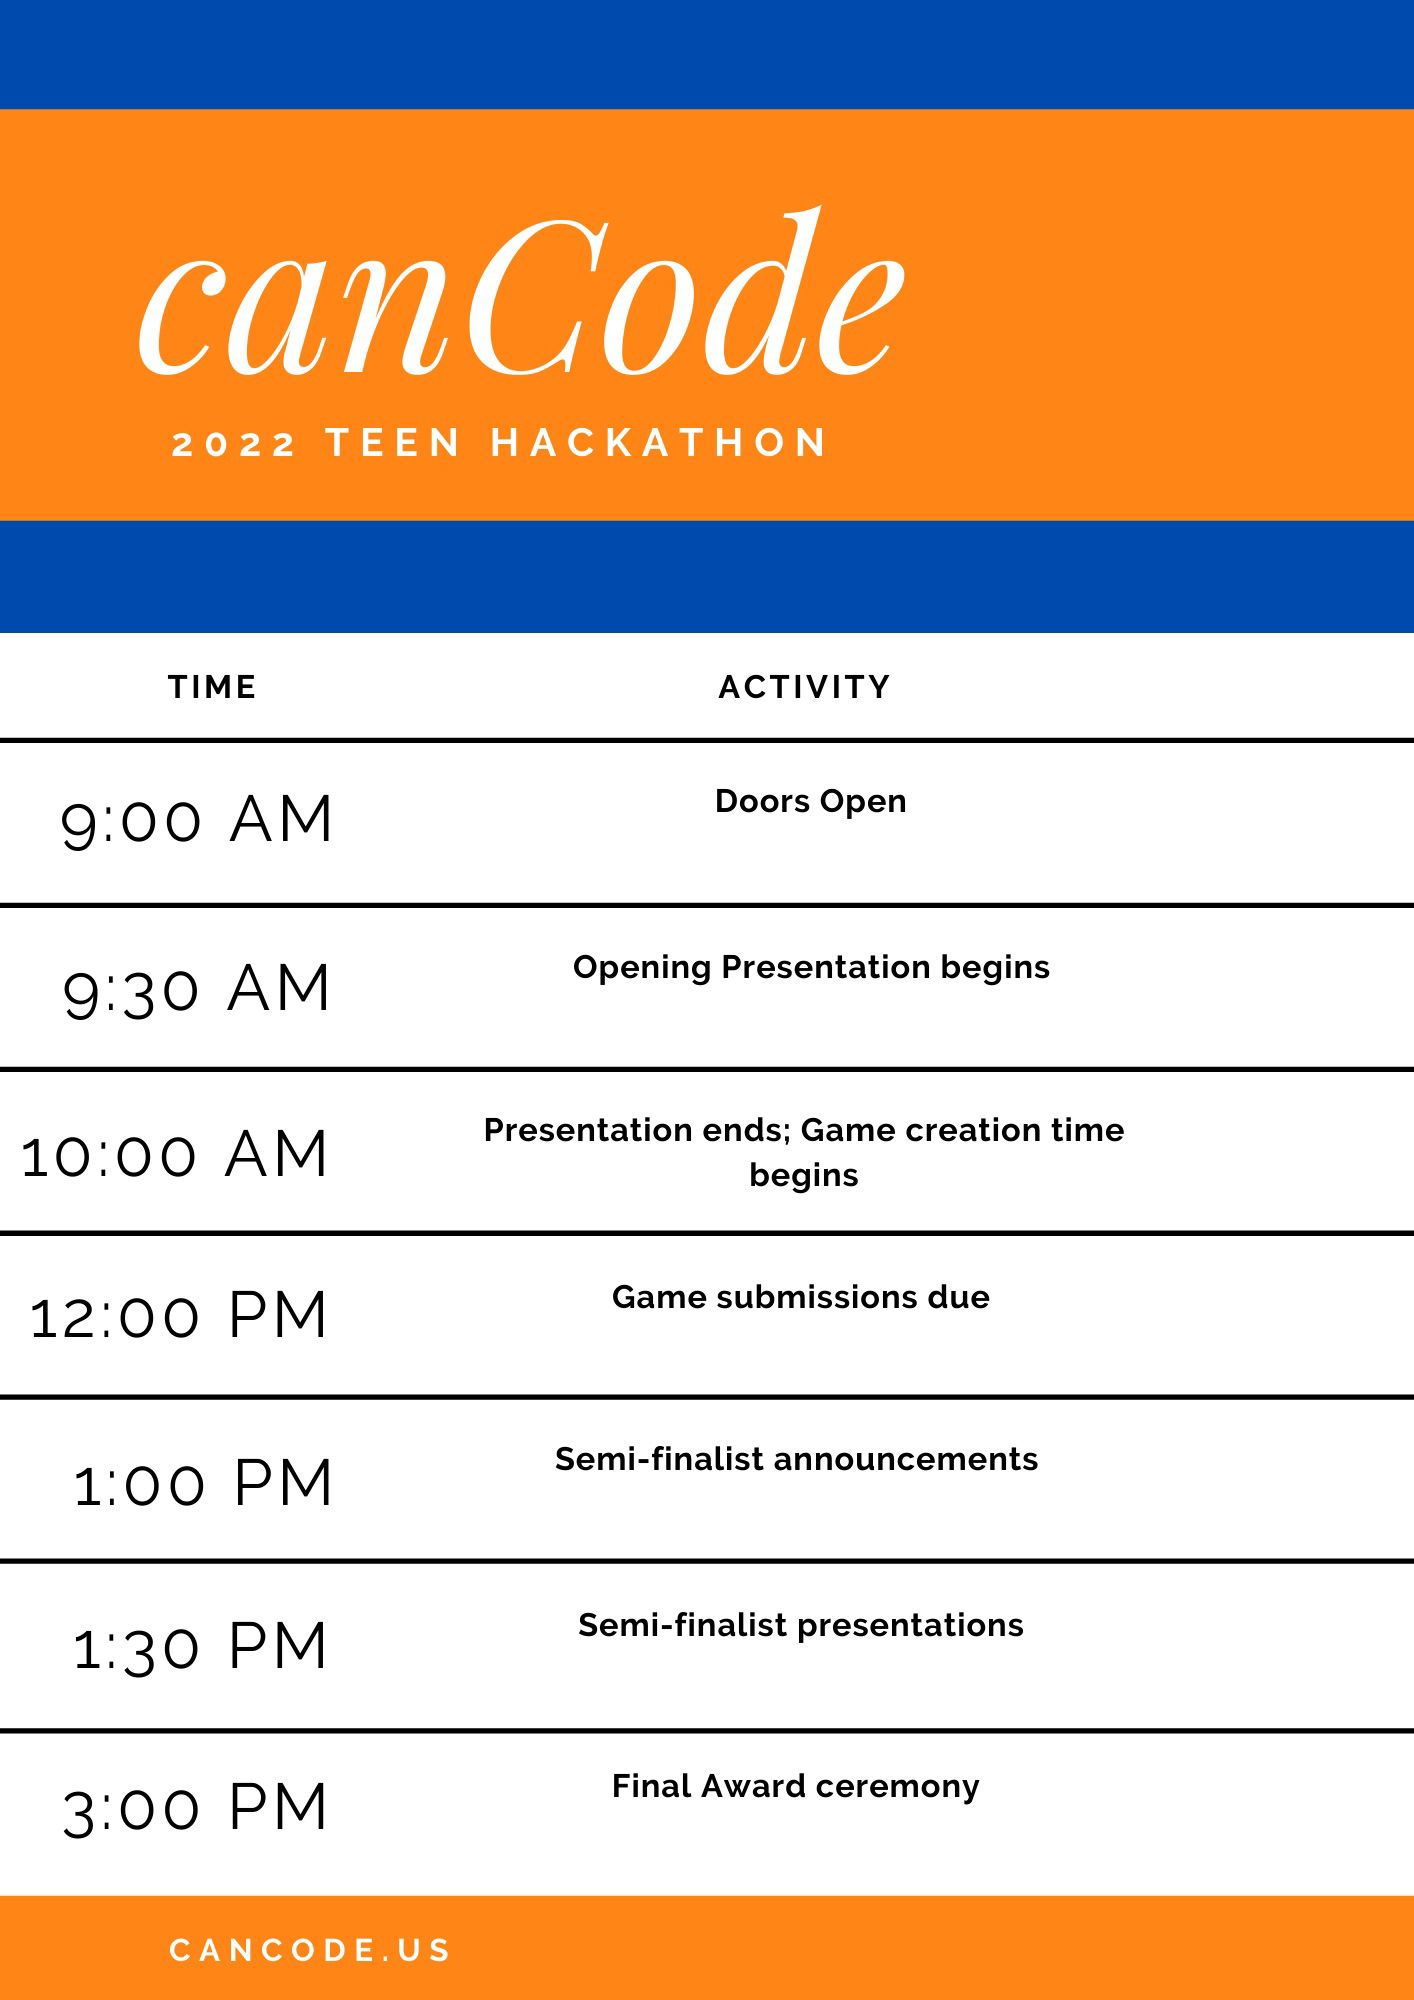 canCode
2022 TEEN HACKATHON
TIME ACTIVITY
9:00 AM Doors Open
9:30 AM Opening Presentation begins
10:00 AM Presentation ends; Game creation time
begins
12:00 PM Game submissions due
1:00 PM Semi-finalist announcements
1:30 PM Semi-finalist presentations
3:00 PM Final Award ceremony
CANCODE.US